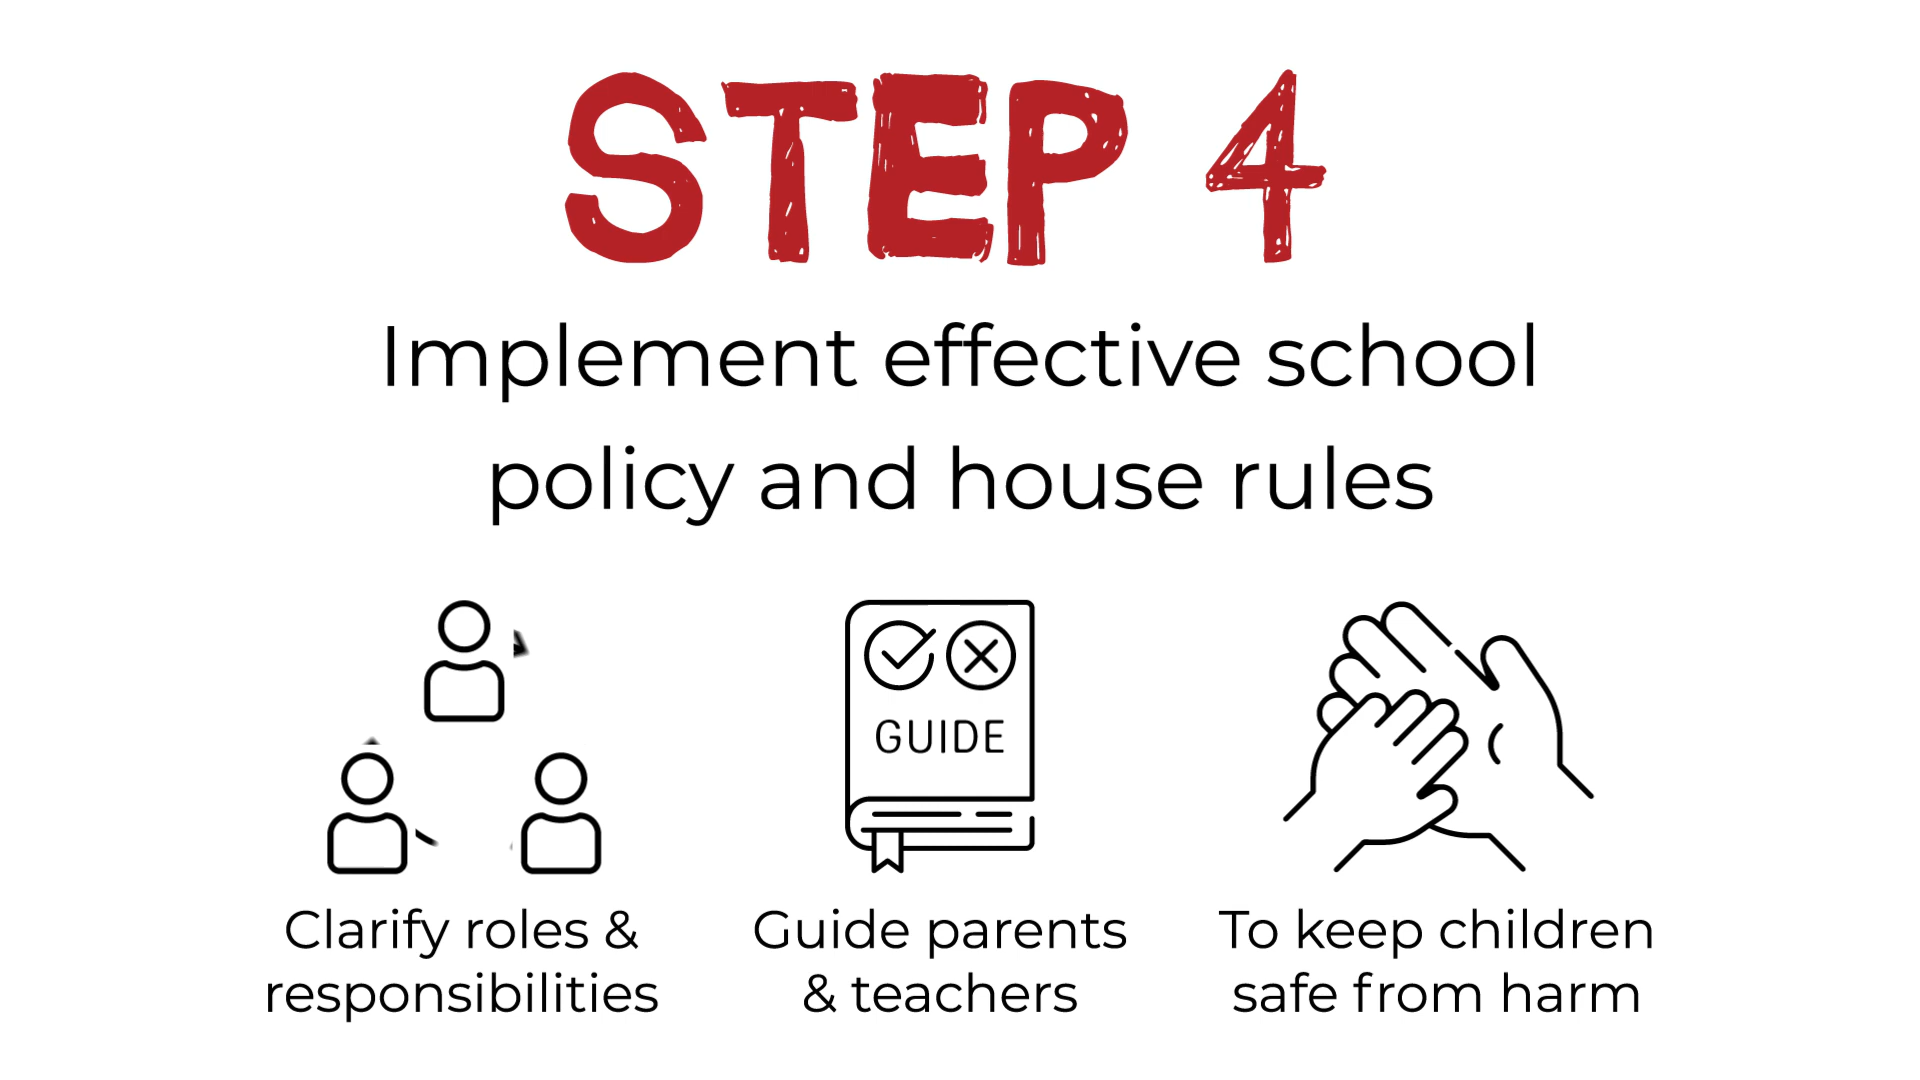 STEP 4
Implement effective school
policy and house rules
GUIDE
Clarify roles &
responsibilities
Guide parents
& teachers
To keep children
safe from harm